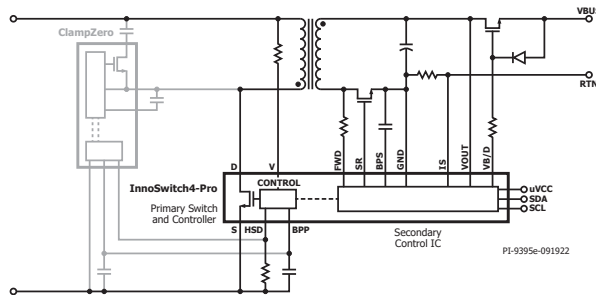 VBUS
ClampZero
RTN
FWD
SR
BPS
GND
IS
VOUT
VB/D
D
V
InnoSwitch4-Pro
CONTROL
Primary Switch
and Controller
uVCC
SDA
SCL
S
HSD
BPP
Secondary
Control IC
PI-9395e-091922